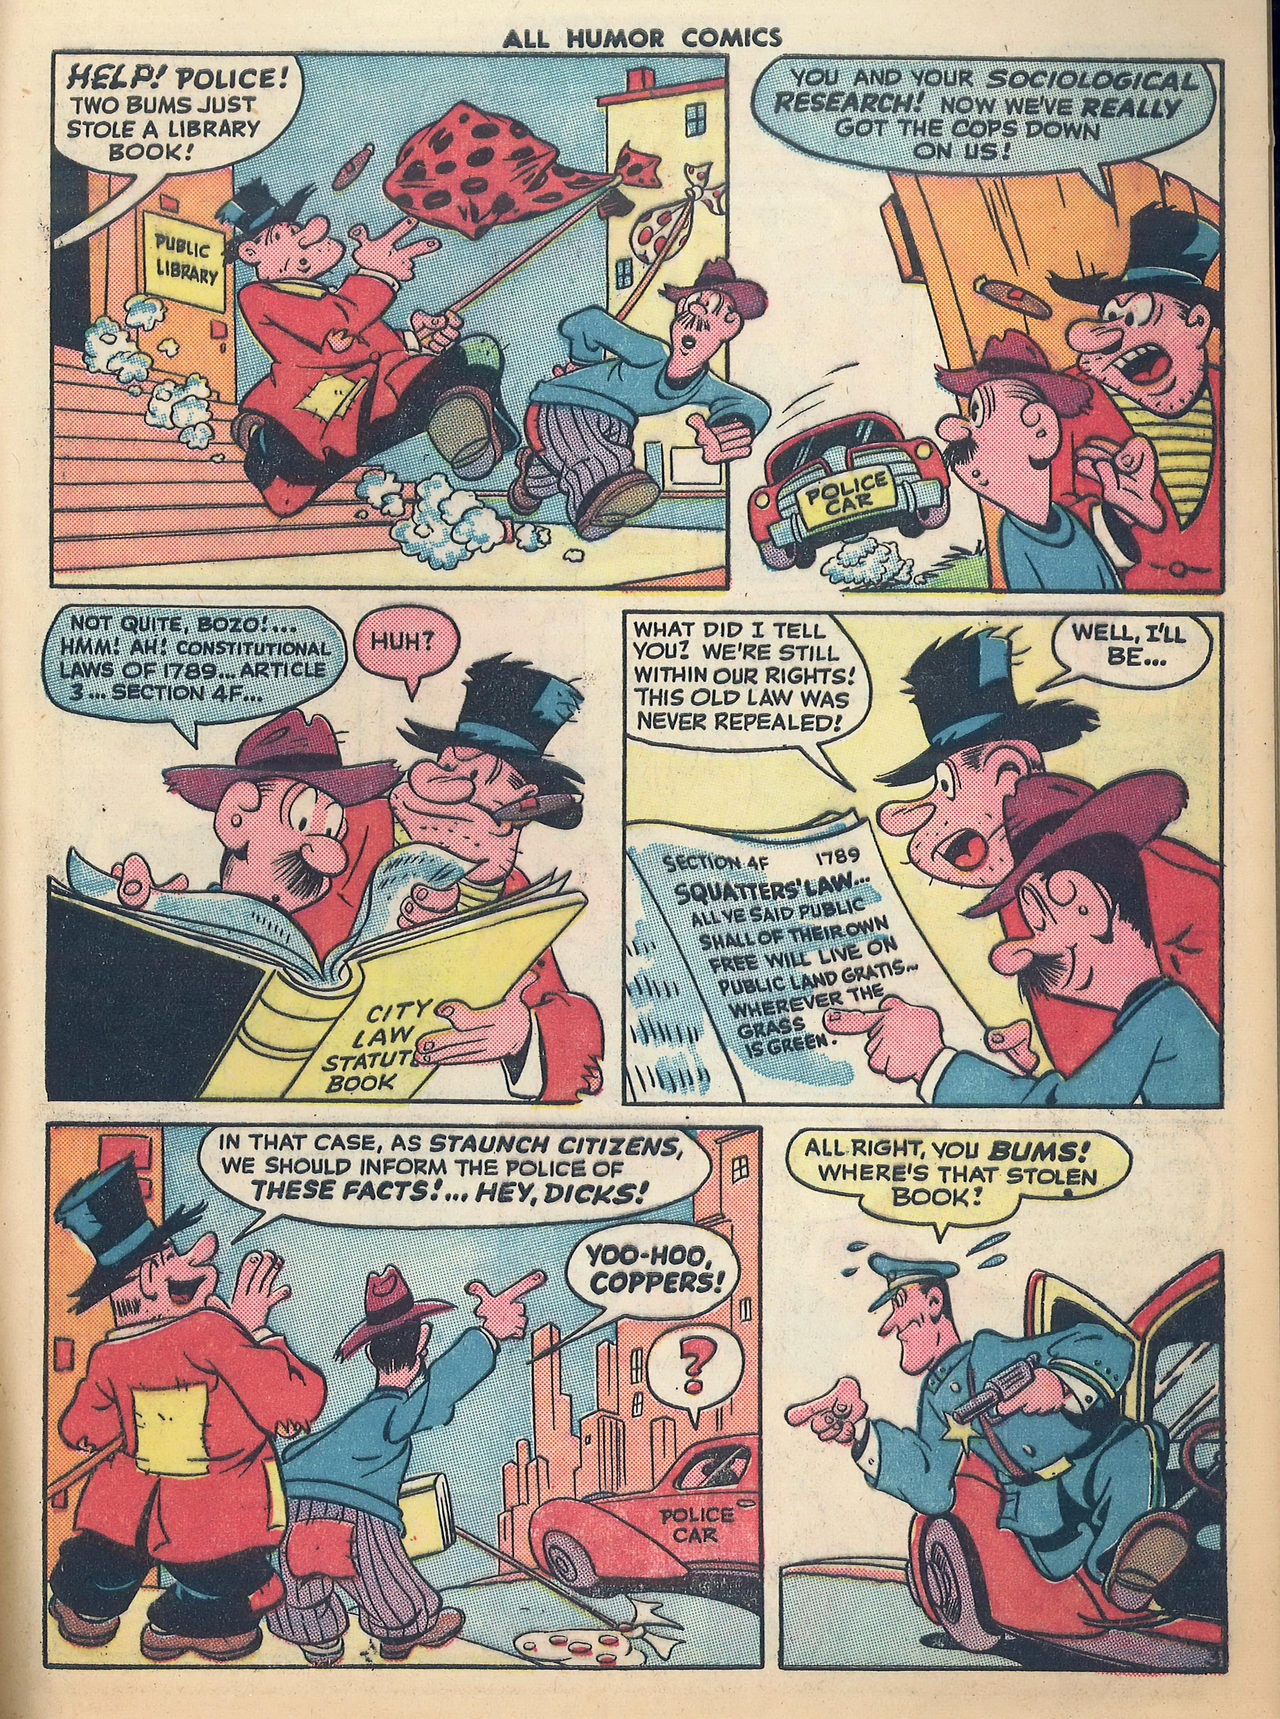 ALL HUMOR COMICS
HELP! POLICE!
TWO BUMS JUST
STOLE A LIBRARY
BOOK!
PUBLIC
LIBRARY
YOU AND YOUR SOCIOLOGICAL
RESEARCH! NOW WE'VE REALLY
GOT THE COPS DOWN
ON US!
POLICE
CAR
NOT QUITE, BOZO!...
HMM! AH! CONSTITUTIONAL
LAWS OF 1789... ARTICLE
3... SECTION 4F...
HUH?
CITY
LAW
STATUTE
BOOK
WHAT DID I TELL
YOU? WE'RE STILL
WITHIN OUR RIGHTS!
THIS OLD LAW WAS
NEVER REPEALED!
WELL, I'LL
BE...
SECTION 4F 1789
SQUATTERS' LAW...
ALL YE SAID PUBLIC
SHALL OF THEIR OWN
FREE WILL LIVE ON
PUBLIC LAND GRATIS...
WHEREVER THE
GRASS
IS GREEN.
IN THAT CASE, AS STAUNCH CITIZENS,
WE SHOULD INFORM THE POLICE OF
THESE FACTS!... HEY, DICKS!
YOO-HOO,
COPPERS!
?
POLICE
CAR
ALL RIGHT, YOU BUMS!
WHERE'S THAT STOLEN
BOOK?